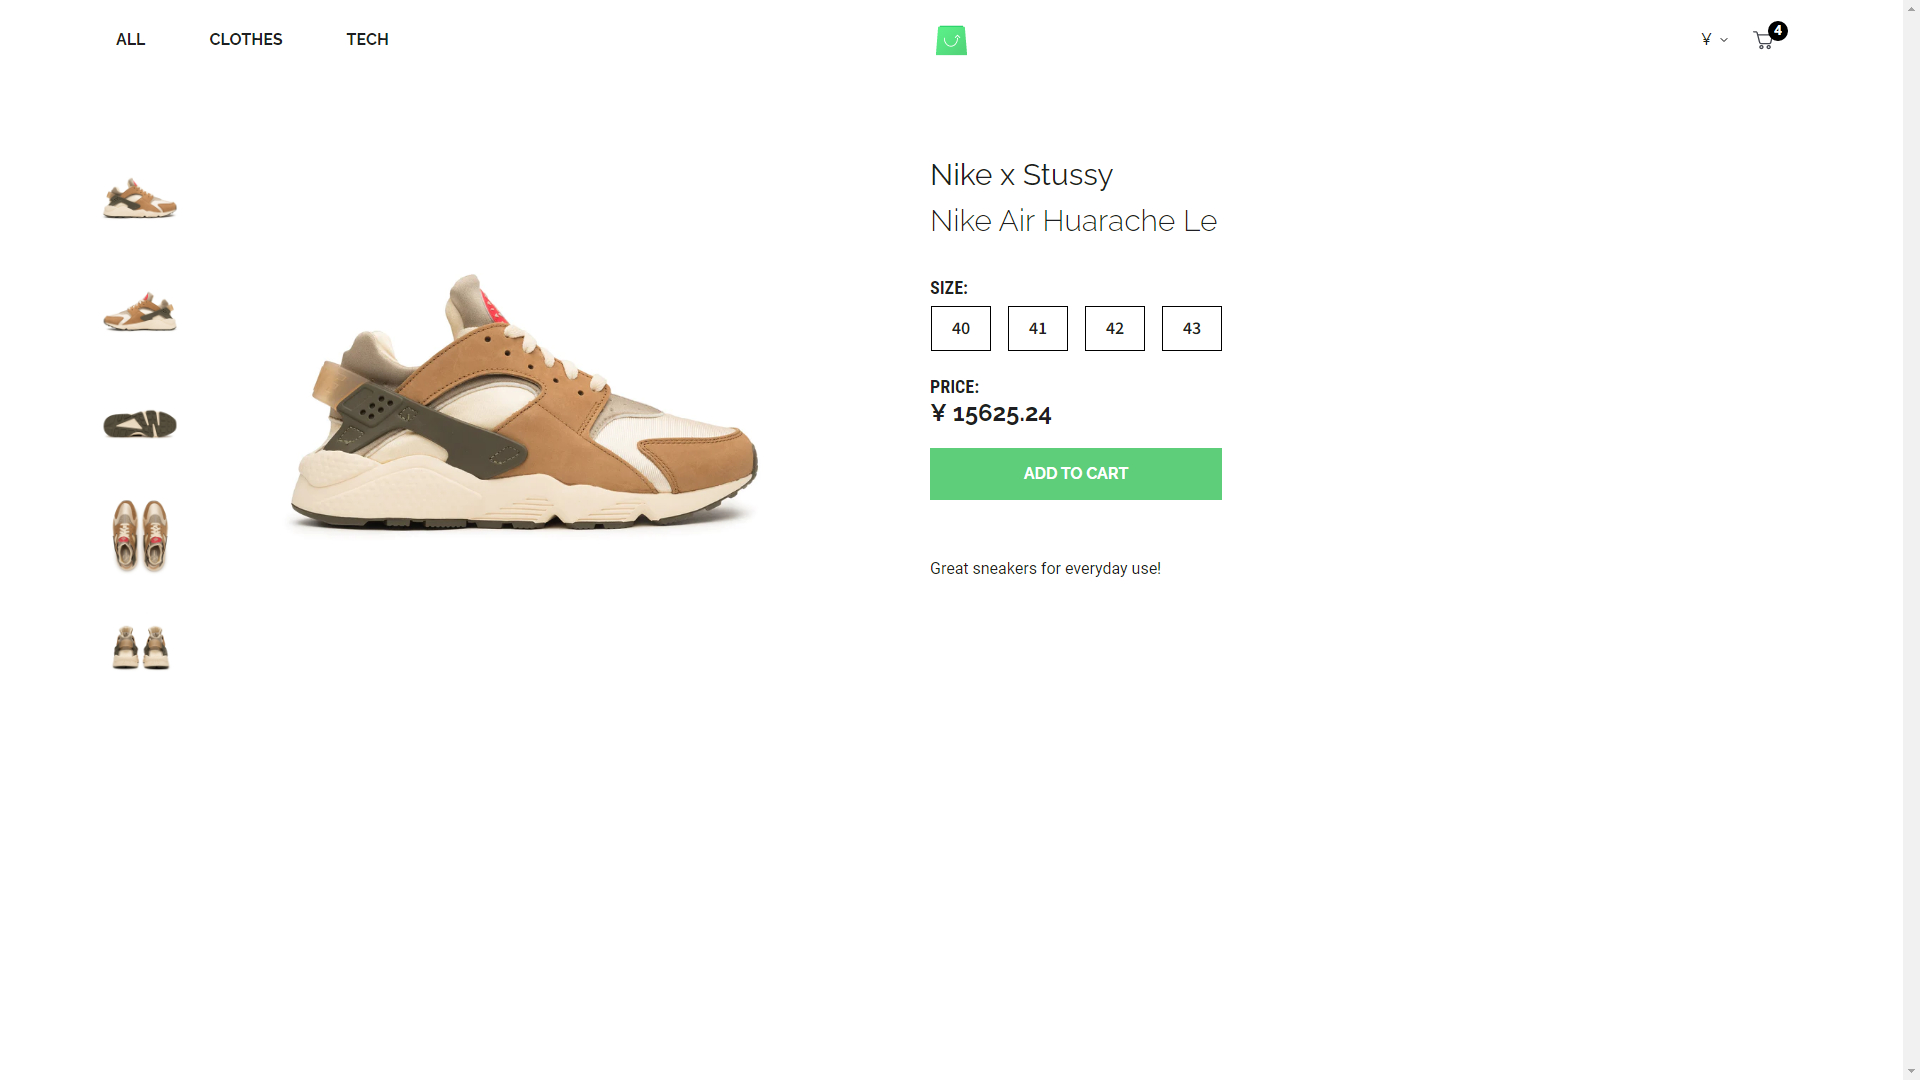 ALL CLOTHES TECH
¥ 4
Nike x Stussy
Nike Air Huarache Le
SIZE:
40 41 42 43
PRICE:
¥ 15625.24
ADD TO CART
Great sneakers for everyday use!